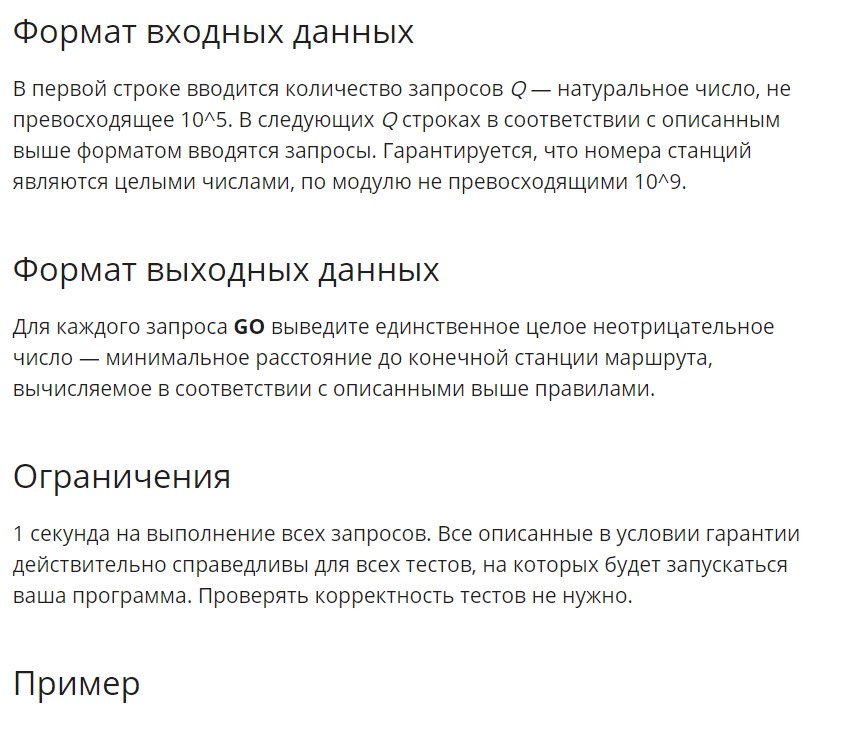 Формат входных данных
В первой строке вводится количество запросов Q — натуральное число, не
превосходящее 10^5. В следующих Q строках в соответствии с описанным
выше форматом вводятся запросы. Гарантируется, что номера станций
являются целыми числами, по модулю не превосходящими 10^9.
Формат выходных данных
Для каждого запроса GO выведите единственное целое неотрицательное
число — минимальное расстояние до конечной станции маршрута,
вычисляемое в соответствии с описанными выше правилами.
Ограничения
1 секунда на выполнение всех запросов. Все описанные в условии гарантии
действительно справедливы для всех тестов, на которых будет запускаться
ваша программа. Проверять корректность тестов не нужно.
Пример